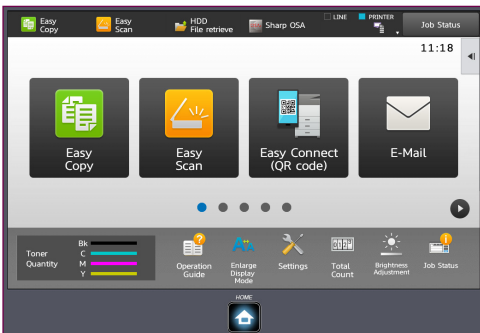 Easy
Copy
Easy
Scan
HDD
File retrieve
Sharp OSA
LINE
PRINTER
Job Status
11:18
Easy
Copy
Easy
Scan
Easy Connect
(QR code)
E-Mail
Toner
Quantity
Bk
C
M
Y
Operation
Guide
Enlarge
Display
Mode
Settings
Total
Count
Brightness
Adjustment
Job Status
HOME